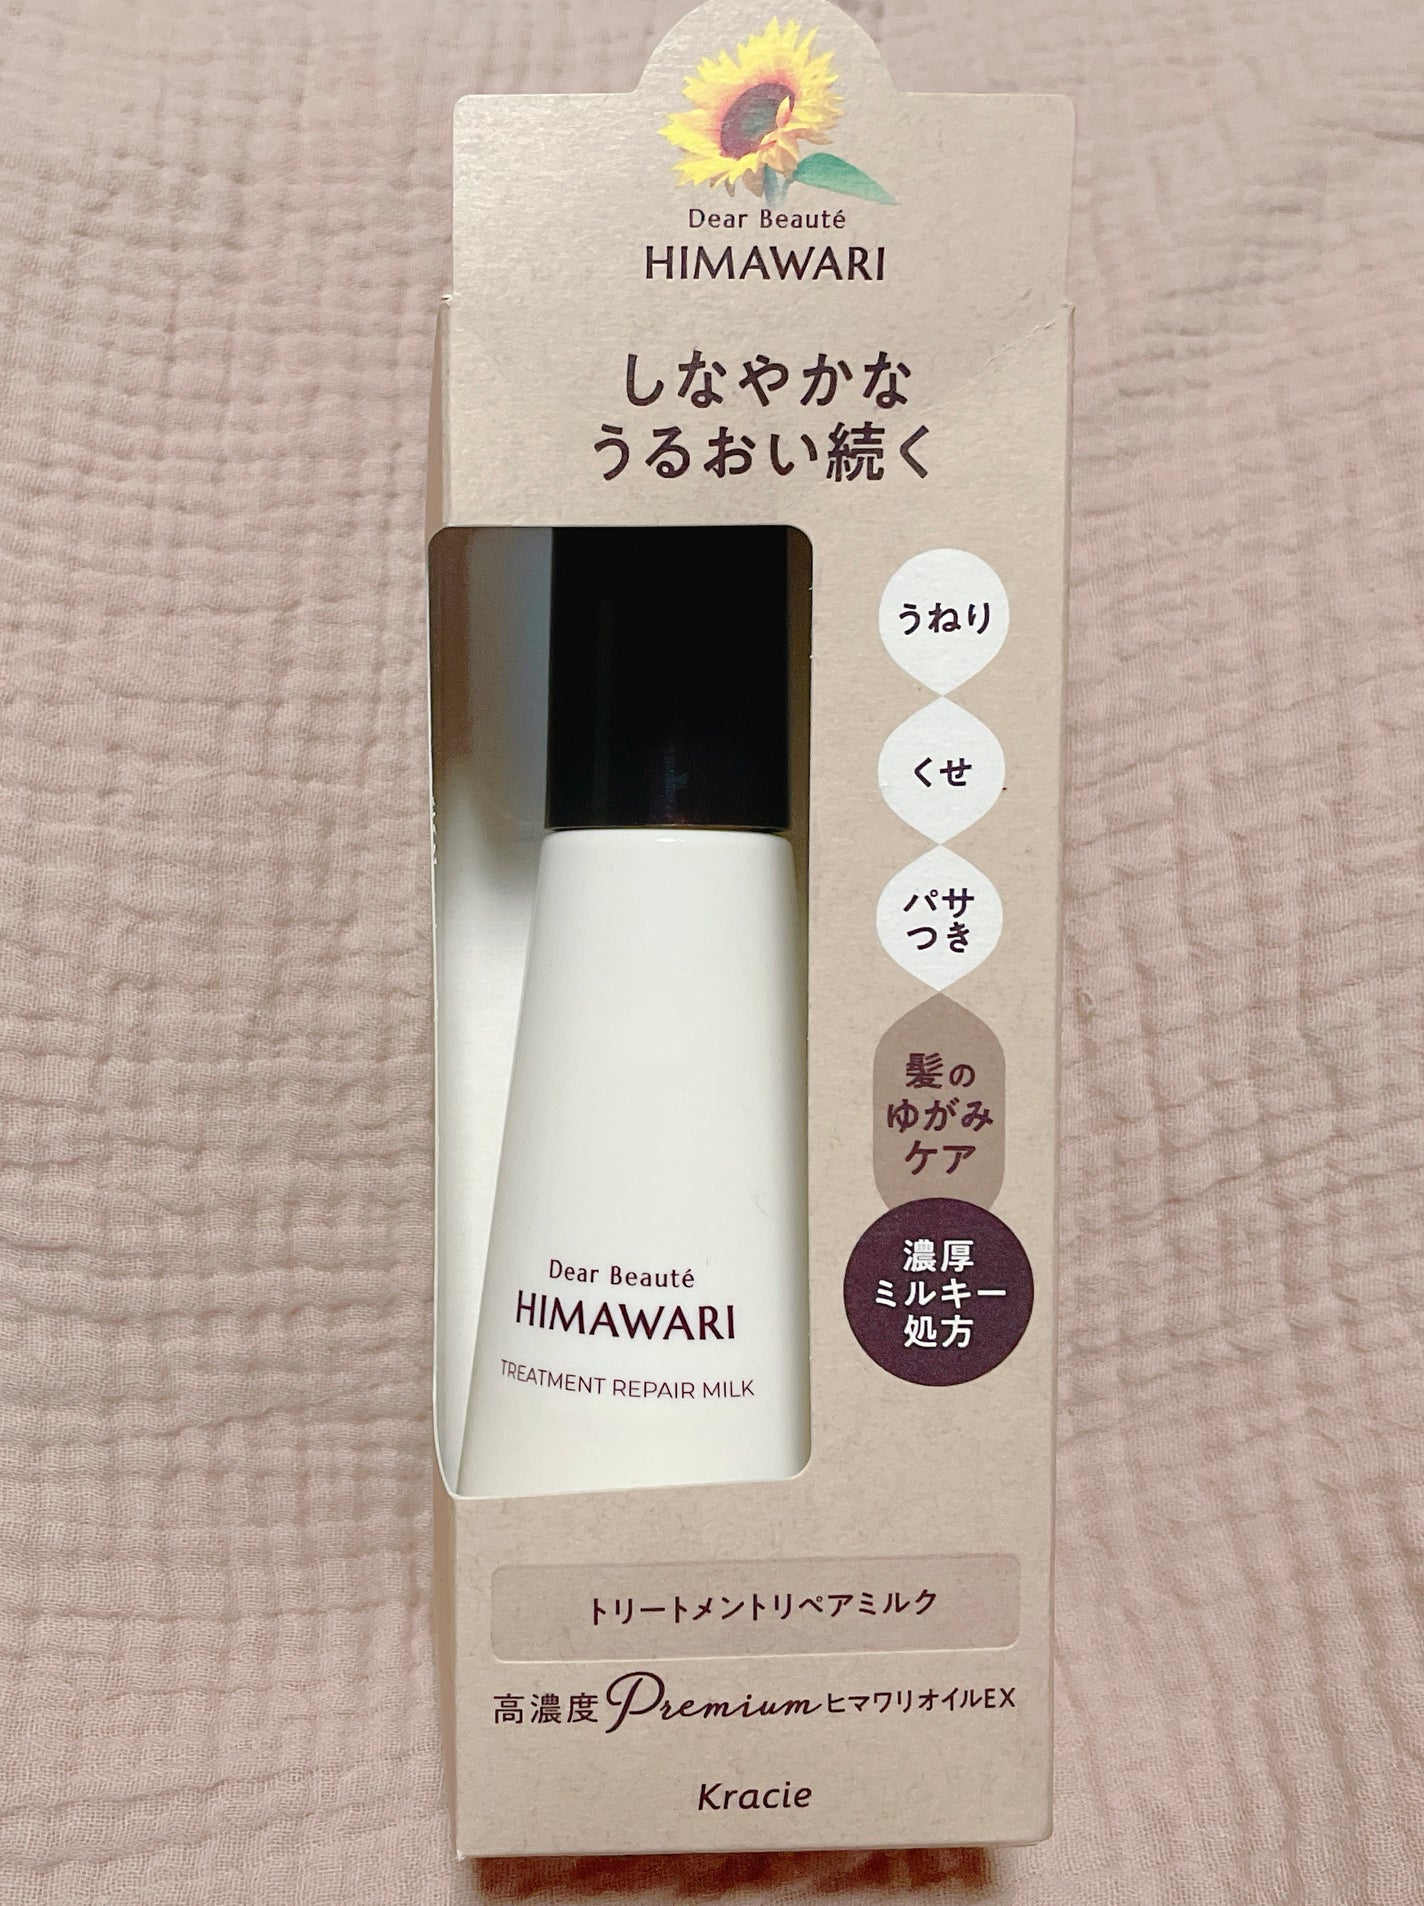 Dear Beauté
HIMAWARI
しなやかな
うるおい続く
うねり
くせ
パサ
つき
髪の
ゆがみ
ケア
濃厚
ミルキー
処方
Dear Beauté
HIMAWARI
TREATMENT REPAIR MILK
トリートメントリペアミルク
高濃度PremiumヒマワリオイルEX
Kracie